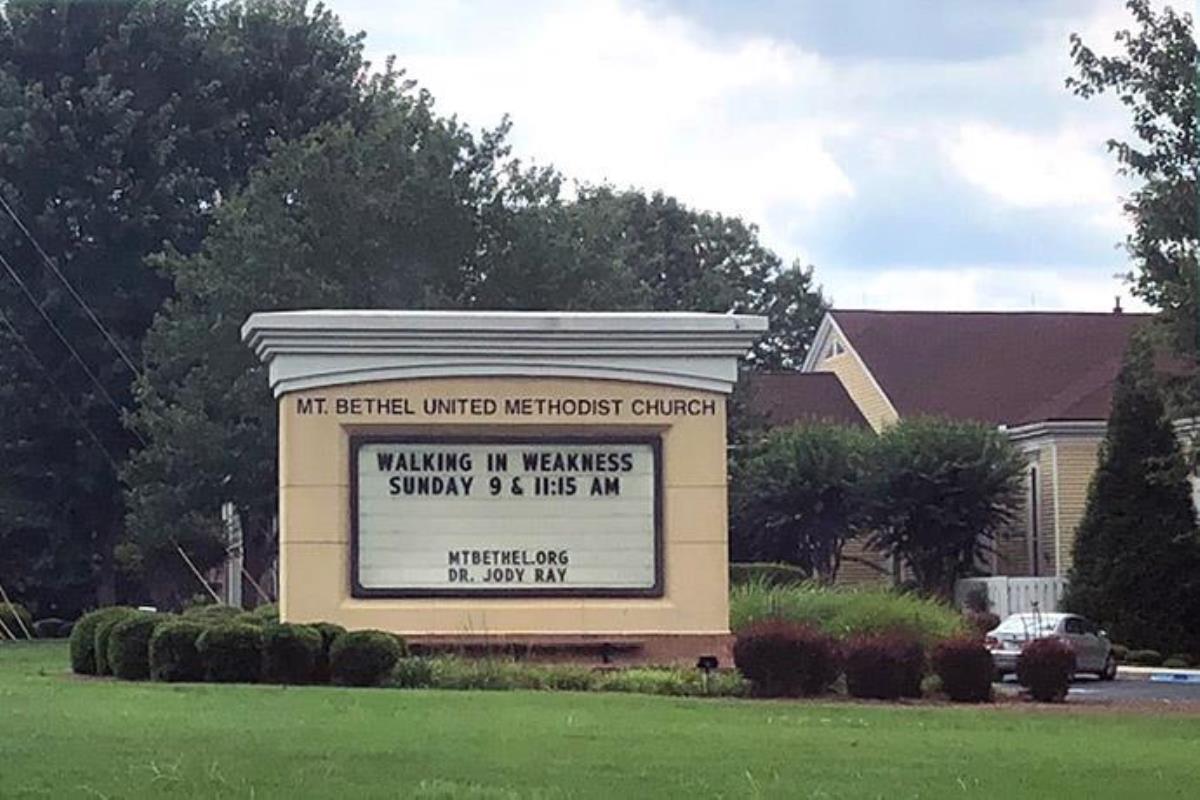 MT. BETHEL UNITED METHODIST CHURCH
WALKING IN WEAKNESS
SUNDAY 9 & 11:15 AM
MTBETHEL.ORG
DR. JODY RAY